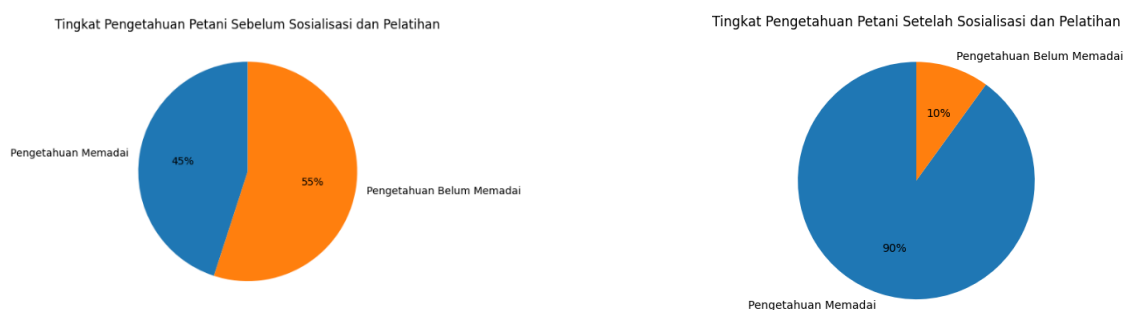 Tingkat Pengetahuan Petani Sebelum Sosialisasi dan Pelatihan
Pengetahuan Memadai
45%
55%
Pengetahuan Belum Memadai
Tingkat Pengetahuan Petani Setelah Sosialisasi dan Pelatihan
Pengetahuan Belum Memadai
10%
90%
Pengetahuan Memadai